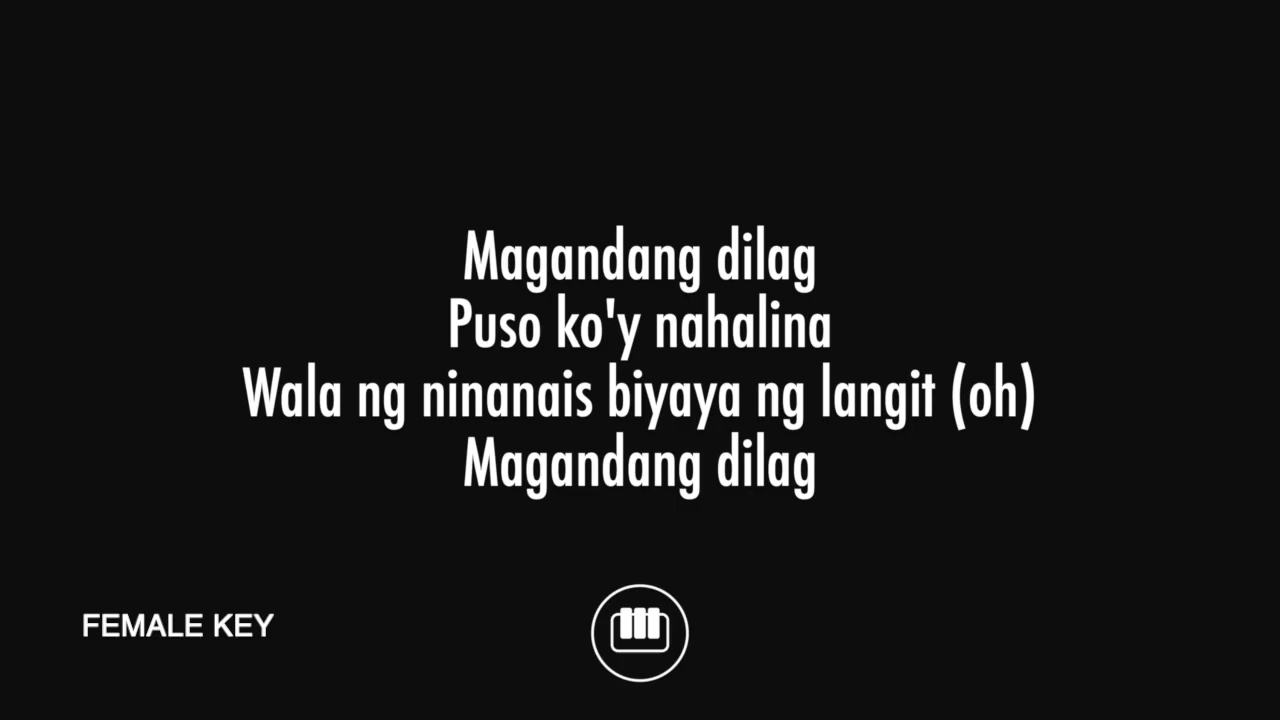 Magandang dilag
Puso ko'y nahalina
Wala ng ninanais biyaya ng langit (oh)
Magandang dilag
FEMALE KEY